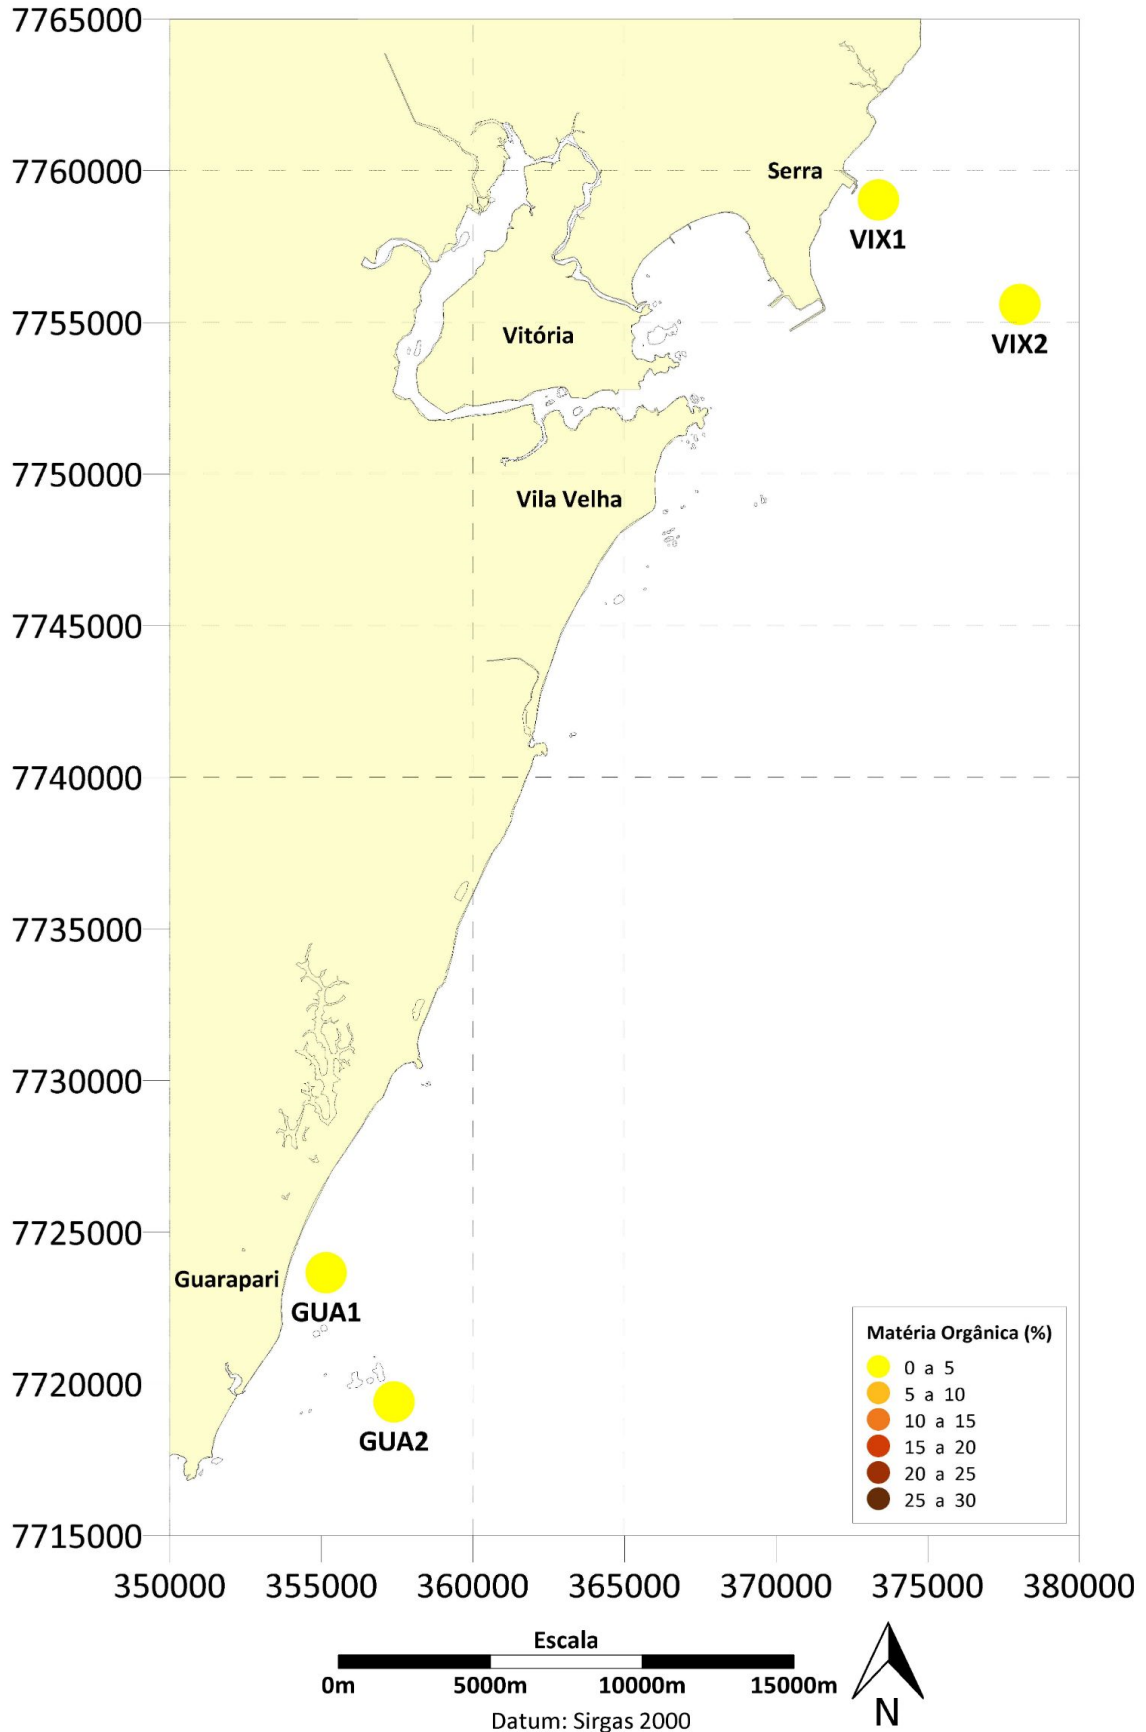 7765000
7760000
Serra
VIX1
7755000
Vitória
VIX2
7750000
Vila Velha
7745000
7740000
7735000
7730000
7725000
Guarapari
GUA1
7720000
GUA2
Matéria Orgânica (%)
0 a 5
5 a 10
10 a 15
15 a 20
20 a 25
25 a 30
7715000
350000 355000 360000 365000 370000 375000 380000
Escala
0m 5000m 10000m 15000m
N
Datum: Sirgas 2000